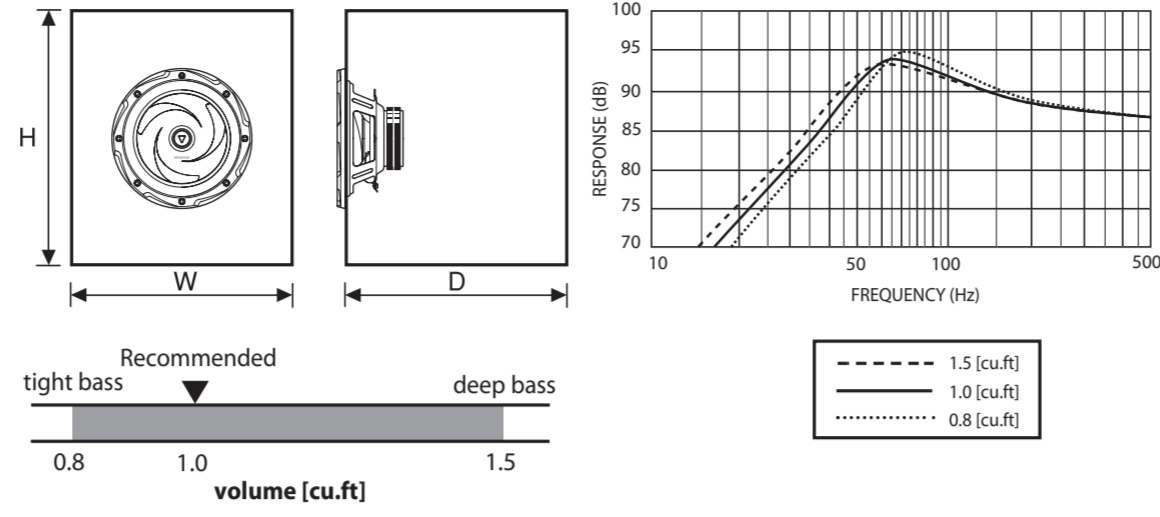 H
W
D
Recommended
tight bass
deep bass
0.8
1.0
1.5
volume [cu.ft]
100
95
90
85
80
75
70
RESPONSE (dB)
10
50
100
500
FREQUENCY (Hz)
1.5 [cu.ft]
1.0 [cu.ft]
0.8 [cu.ft]